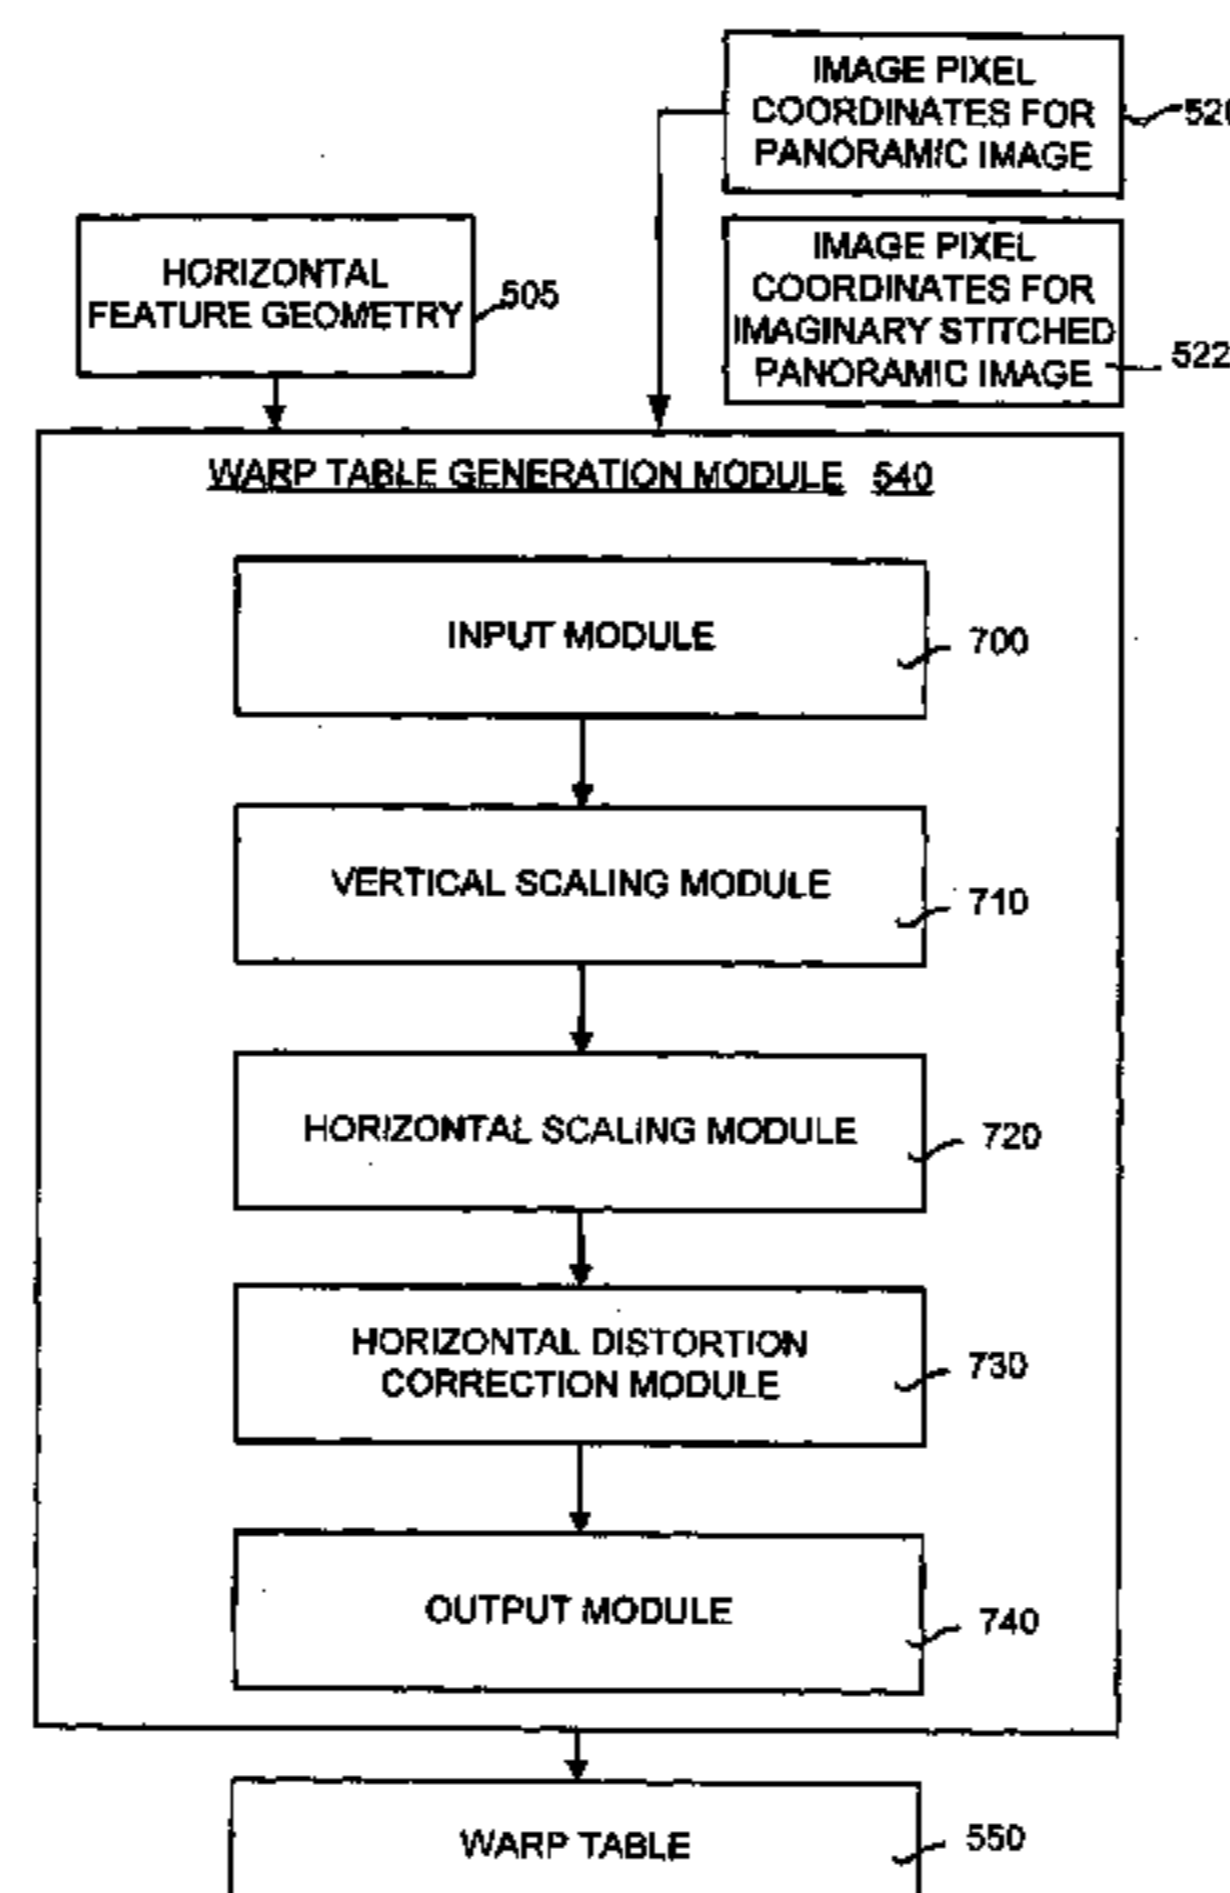 IMAGE PIXEL
COORDINATES FOR
PANORAMIC IMAGE
IMAGE PIXEL
COORDINATES FOR
IMAGINARY STITCHED
PANORAMIC IMAGE
522
HORIZONTAL
FEATURE GEOMETRY
505
WARP TABLE GENERATION MODULE 540
INPUT MODULE
700
VERTICAL SCALING MODULE
710
HORIZONTAL SCALING MODULE
720
HORIZONTAL DISTORTION
CORRECTION MODULE
730
OUTPUT MODULE
740
WARP TABLE
550